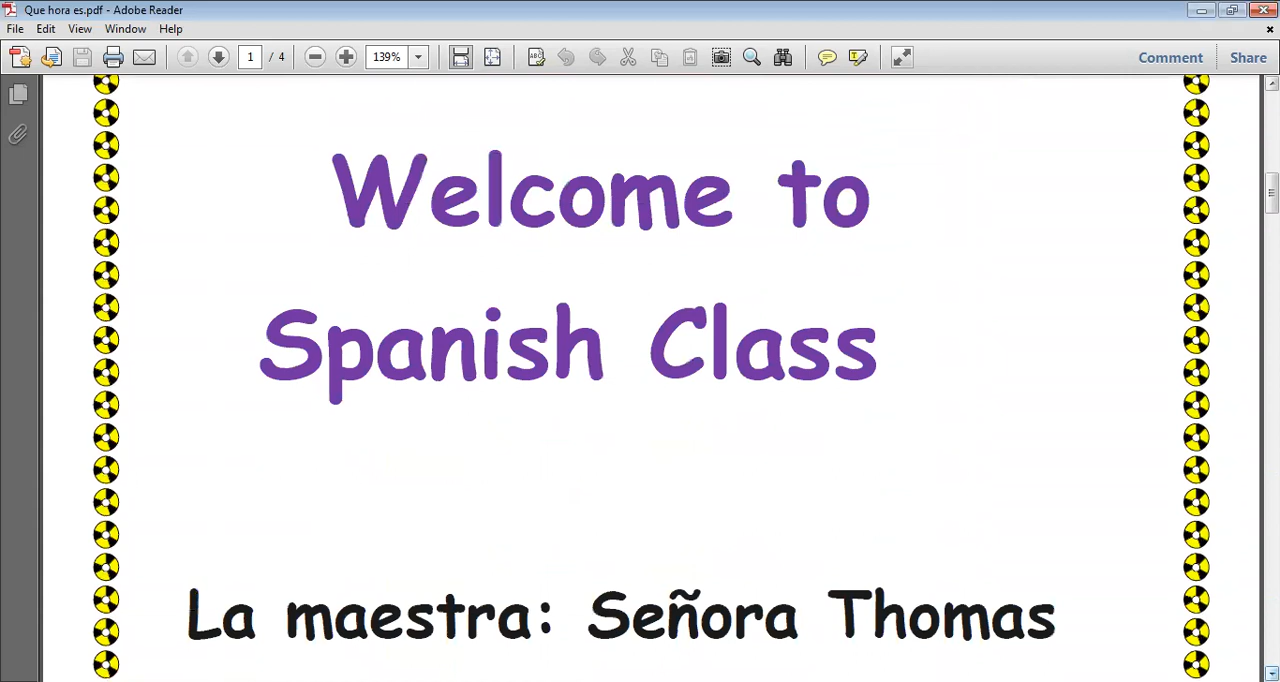 Que hora es.pdf - Adobe Reader
File Edit View Window Help
1 / 4 139% Comment Share
Welcome to
Spanish Class
La maestra: Señora Thomas